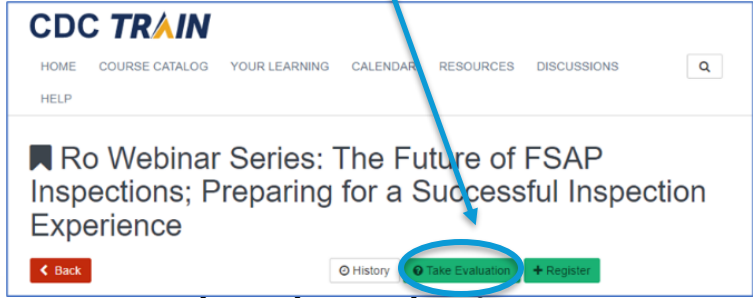 CDC TRAIN
HOME COURSE CATALOG YOUR LEARNING CALENDAR RESOURCES DISCUSSIONS
HELP
Ro Webinar Series: The Future of FSAP
Inspections; Preparing for a Successful Inspection
Experience
Back History Take Evaluation + Register